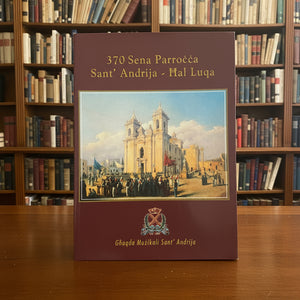 370 Sena Parroċċa
Sant' Andrija - Ħal Luqa
Għaqda Mużikali Sant' Andrija